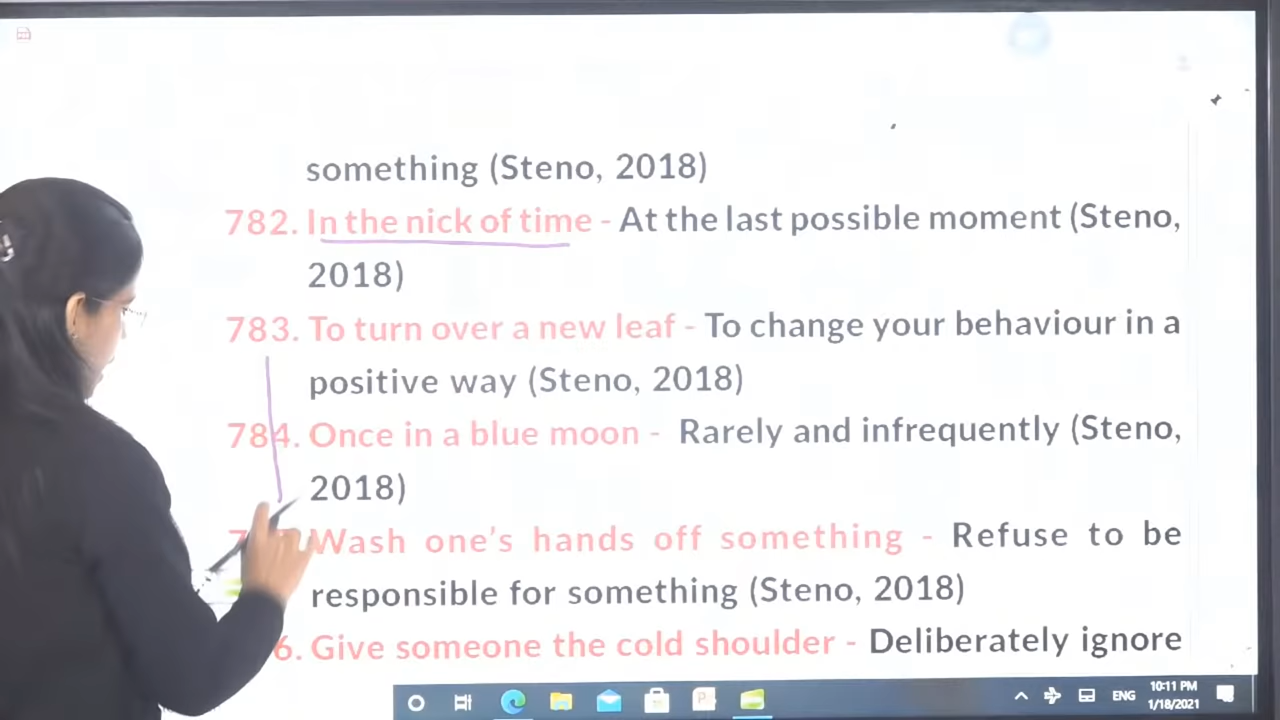 something (Steno, 2018)
782. In the nick of time - At the last possible moment (Steno,
2018)
783. To turn over a new leaf - To change your behaviour in a
positive way (Steno, 2018)
784. Once in a blue moon - Rarely and infrequently (Steno,
2018)
Wash one's hands off something - Refuse to be
responsible for something (Steno, 2018)
6. Give someone the cold shoulder - Deliberately ignore
ENG
10:11 PM
1/18/2021